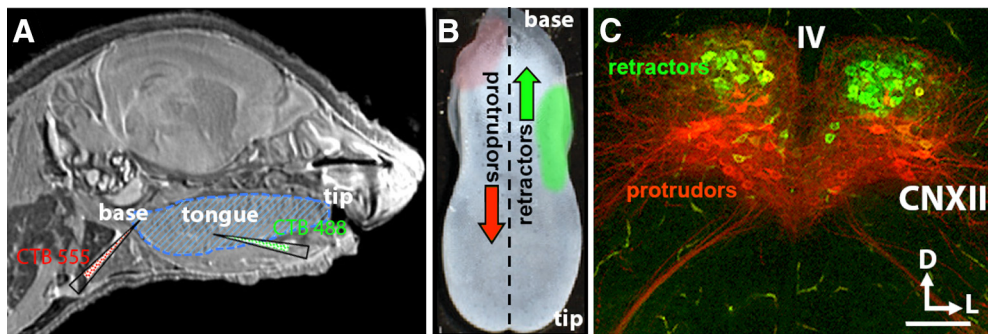 A
base
tongue
tip
CTB 555
CTB 488
B
base
protrudors
retractors
tip
C
IV
retractors
protrudors
CNXII
D
L